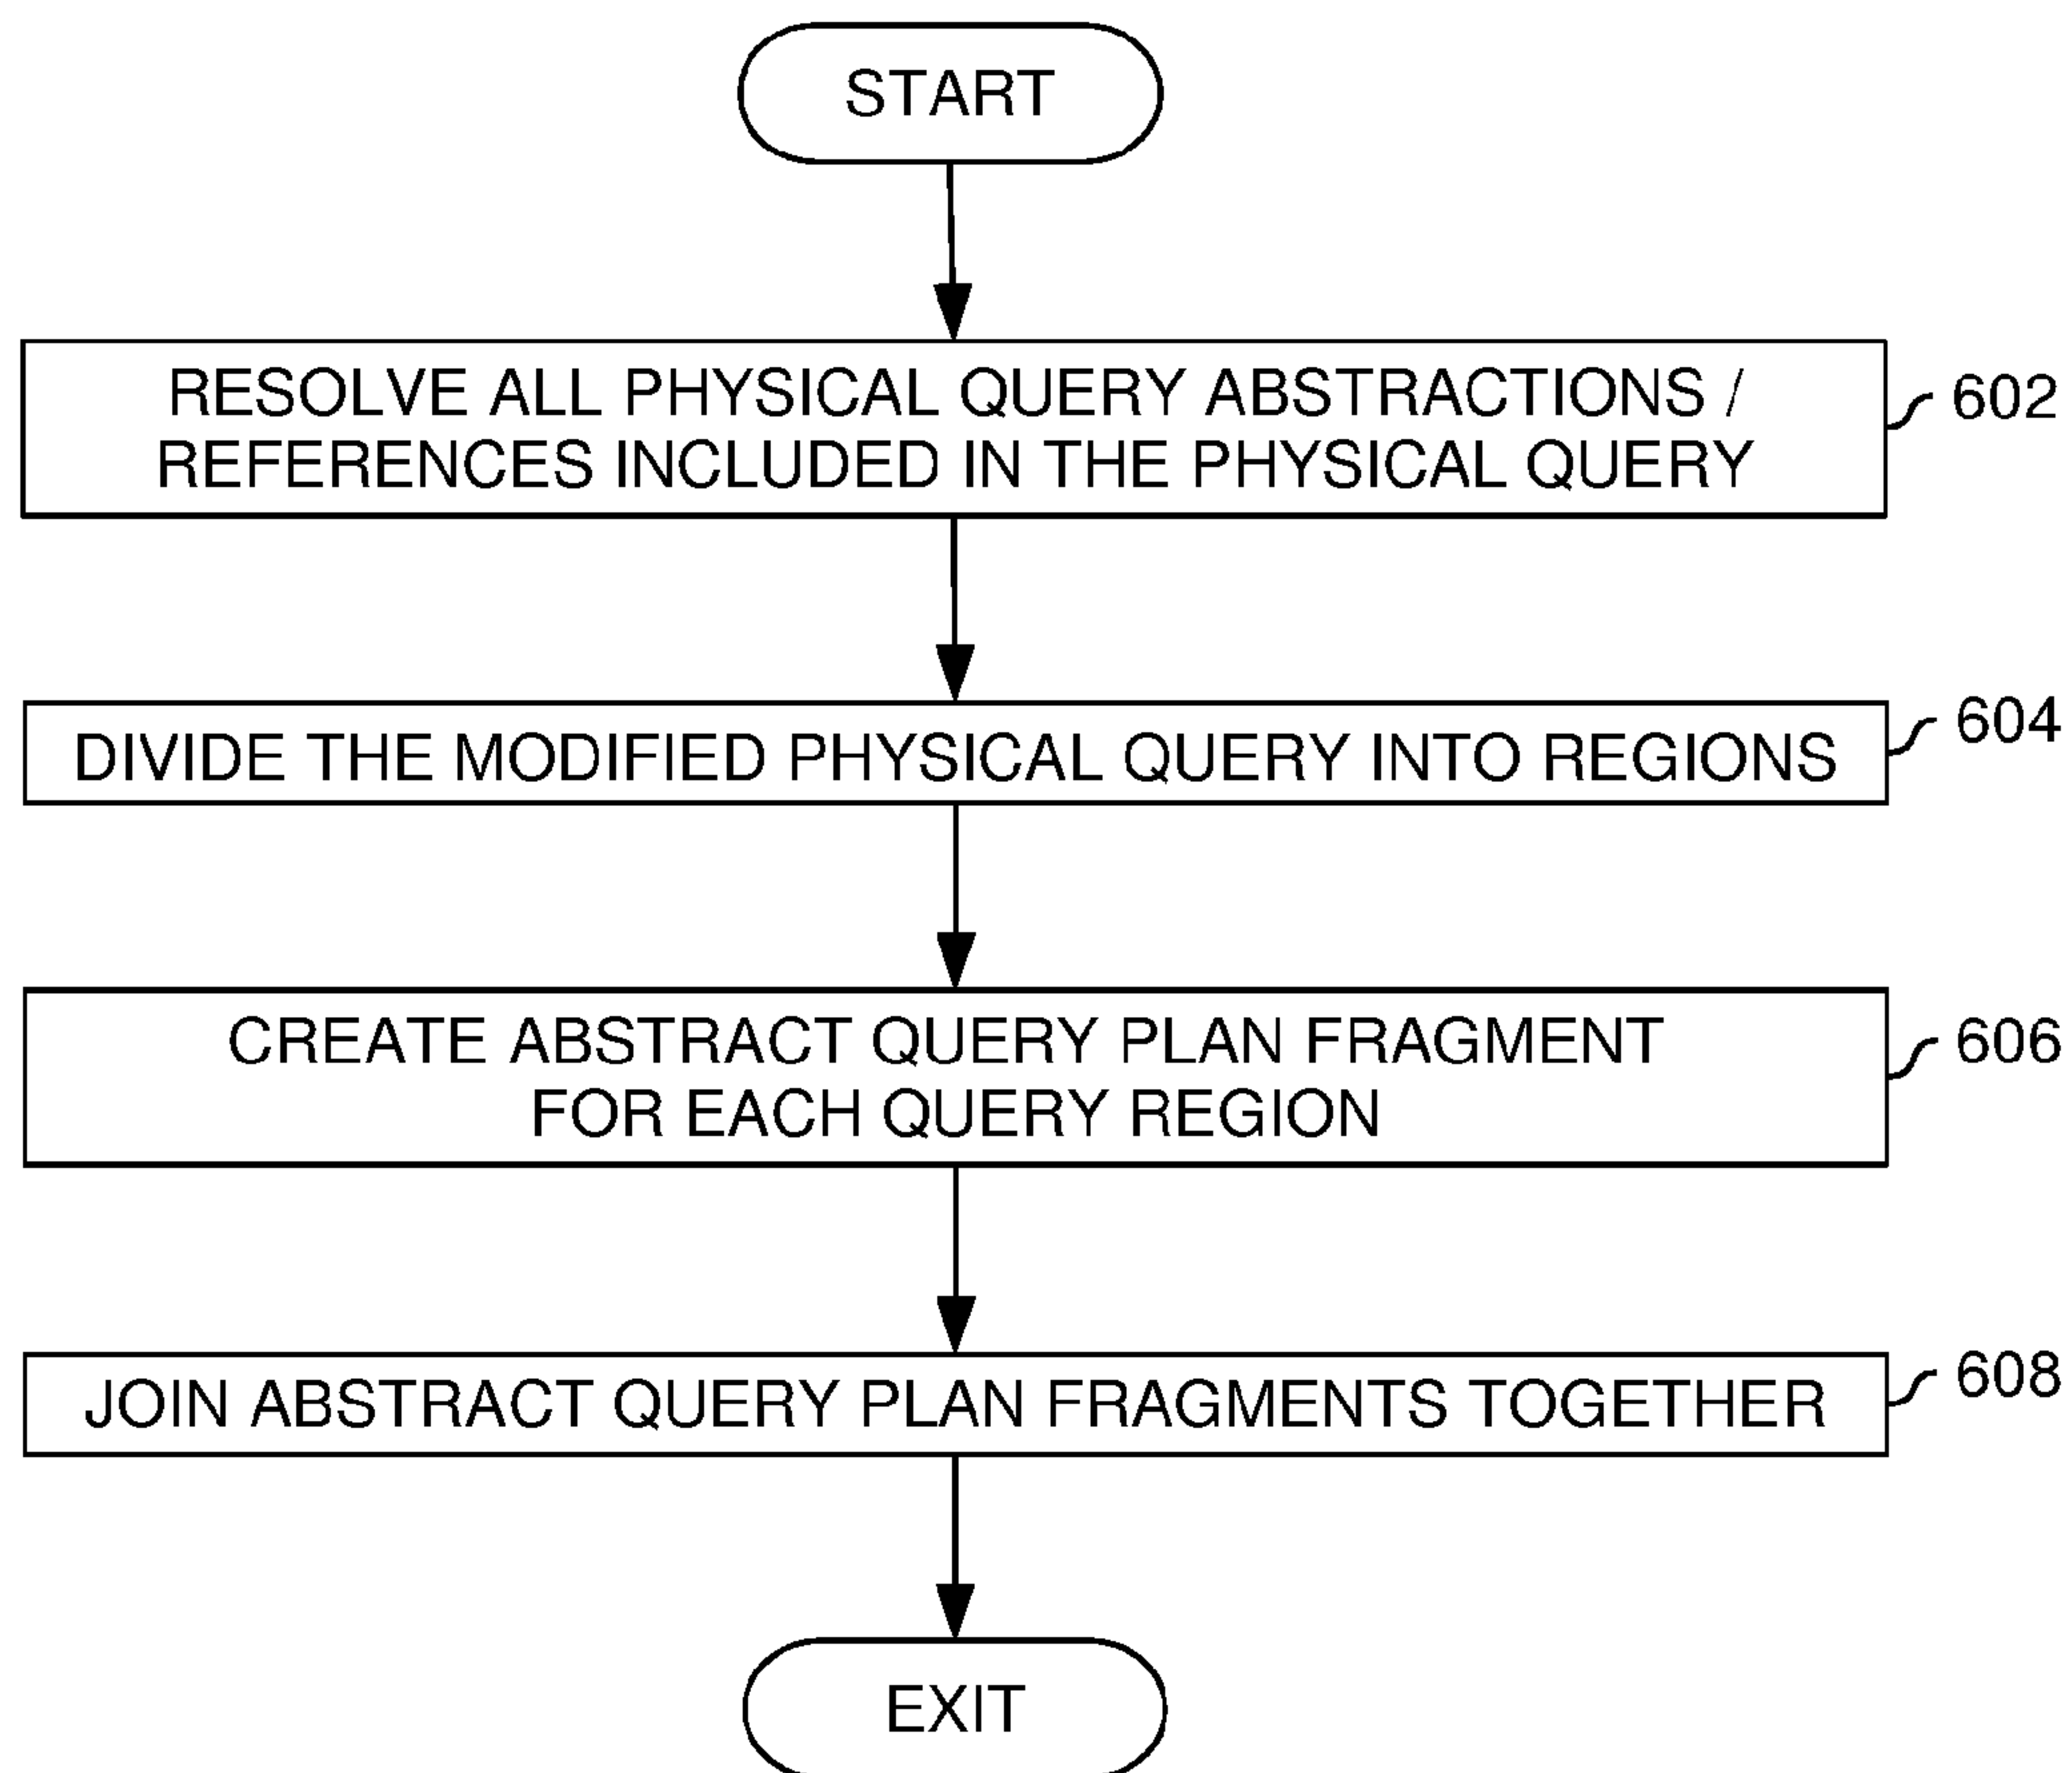 START
RESOLVE ALL PHYSICAL QUERY ABSTRACTIONS /
REFERENCES INCLUDED IN THE PHYSICAL QUERY
602
DIVIDE THE MODIFIED PHYSICAL QUERY INTO REGIONS
604
CREATE ABSTRACT QUERY PLAN FRAGMENT
FOR EACH QUERY REGION
606
JOIN ABSTRACT QUERY PLAN FRAGMENTS TOGETHER
608
EXIT